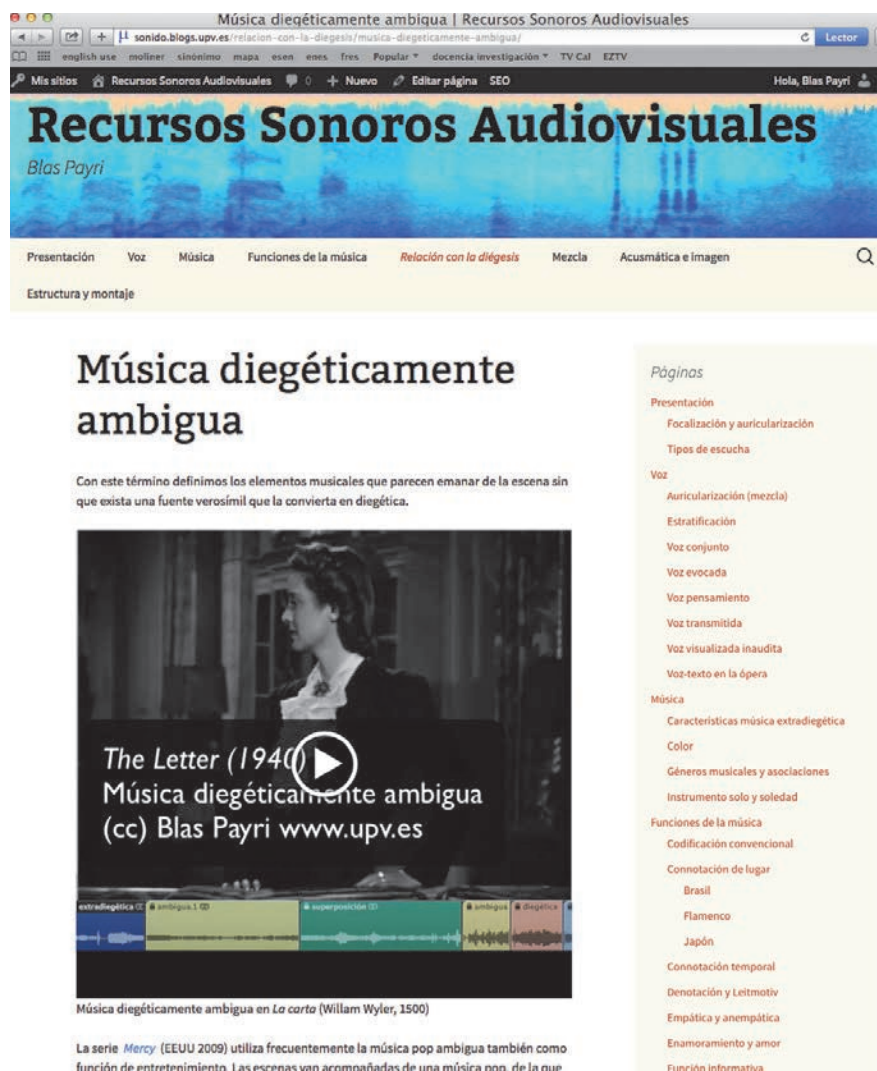 Música diegéticamente ambigua | Recursos Sonoros Audiovisuales
sonido.blogs.upv.es/relacion-con-la-diegesis/musica-diegeticamente-ambigua/
Lector
english use moliner sinónimo mapa esen enes fres Popular docencia investigación TV Cal EZTV
Mis sitios Recursos Sonoros Audiovisuales 0 + Nuevo Editar página SEO Hola, Blas Payri
Recursos Sonoros Audiovisuales
Blas Payri
Presentación Voz Música Funciones de la música Relación con la diégesis Mezcla Acusmática e imagen
Estructura y montaje
Música diegéticamente
ambigua
Con este término definimos los elementos musicales que parecen emanar de la escena sin
que exista una fuente verosímil que la convierta en diegética.
The Letter (1940)
Música diegéticamente ambigua
(cc) Blas Payri www.upv.es
extradiegética ambigua.1 superposición ambigua diegética
Música diegéticamente ambigua en La carta (Willam Wyler, 1500)
La serie Mercy (EEUU 2009) utiliza frecuentemente la música pop ambigua también como
función de entretenimiento. Las escenas van acompañadas de una música pop, de la que
Páginas
Presentación
Focalización y auricularización
Tipos de escucha
Voz
Auricularización (mezcla)
Estratificación
Voz conjunto
Voz evocada
Voz pensamiento
Voz transmitida
Voz visualizada inaudita
Voz-texto en la ópera
Música
Características música extradiegética
Color
Géneros musicales y asociaciones
Instrumento solo y soledad
Funciones de la música
Codificación convencional
Connotación de lugar
Brasil
Flamenco
Japón
Connotación temporal
Denotación y Leitmotiv
Empática y anempática
Enamoramiento y amor
Función informativa